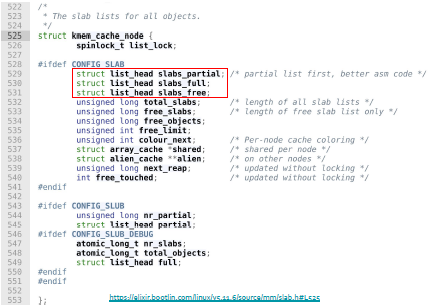 522 /*
523  * The slab lists for all objects.
524  */
525 struct kmem_cache_node {
526         spinlock_t list_lock;
527
528 #ifdef CONFIG_SLAB
529         struct list_head slabs_partial; /* partial list first, better asm code */
530         struct list_head slabs_full;
531         struct list_head slabs_free;
532         unsigned long total_slabs;      /* length of all slab lists */
533         unsigned long free_slabs;       /* length of free slab list only */
534         unsigned long free_objects;
535         unsigned int free_limit;
536         unsigned int colour_next;       /* Per-node cache coloring */
537         struct array_cache *shared;     /* shared per node */
538         struct alien_cache **alien;     /* on other nodes */
539         unsigned long next_reap;        /* updated without locking */
540         int free_touched;               /* updated without locking */
541 #endif
542
543 #ifdef CONFIG_SLUB
544         unsigned long nr_partial;
545         struct list_head partial;
546 #ifdef CONFIG_SLUB_DEBUG
547         atomic_long_t nr_slabs;
548         atomic_long_t total_objects;
549         struct list_head full;
550 #endif
551 #endif
552
553 };
https://elixir.bootlin.com/linux/v5.11.6/source/mm/slab.h#L525